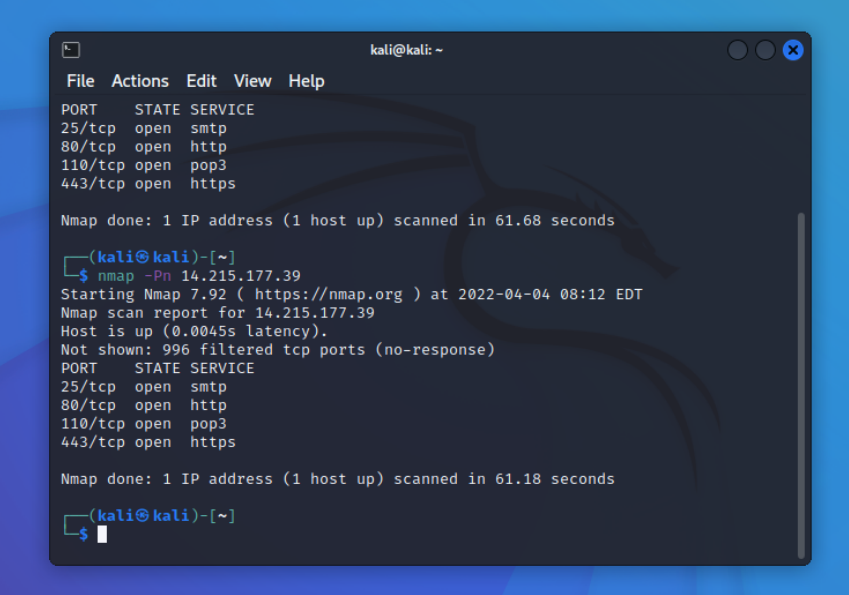 kali@kali: ~
File Actions Edit View Help
PORT    STATE SERVICE
25/tcp  open  smtp
80/tcp  open  http
110/tcp open  pop3
443/tcp open  https
Nmap done: 1 IP address (1 host up) scanned in 61.68 seconds
┌──(kali㉿kali)-[~]
└─$ nmap -Pn 14.215.177.39
Starting Nmap 7.92 ( https://nmap.org ) at 2022-04-04 08:12 EDT
Nmap scan report for 14.215.177.39
Host is up (0.0045s latency).
Not shown: 996 filtered tcp ports (no-response)
PORT    STATE SERVICE
25/tcp  open  smtp
80/tcp  open  http
110/tcp open  pop3
443/tcp open  https
Nmap done: 1 IP address (1 host up) scanned in 61.18 seconds
┌──(kali㉿kali)-[~]
└─$